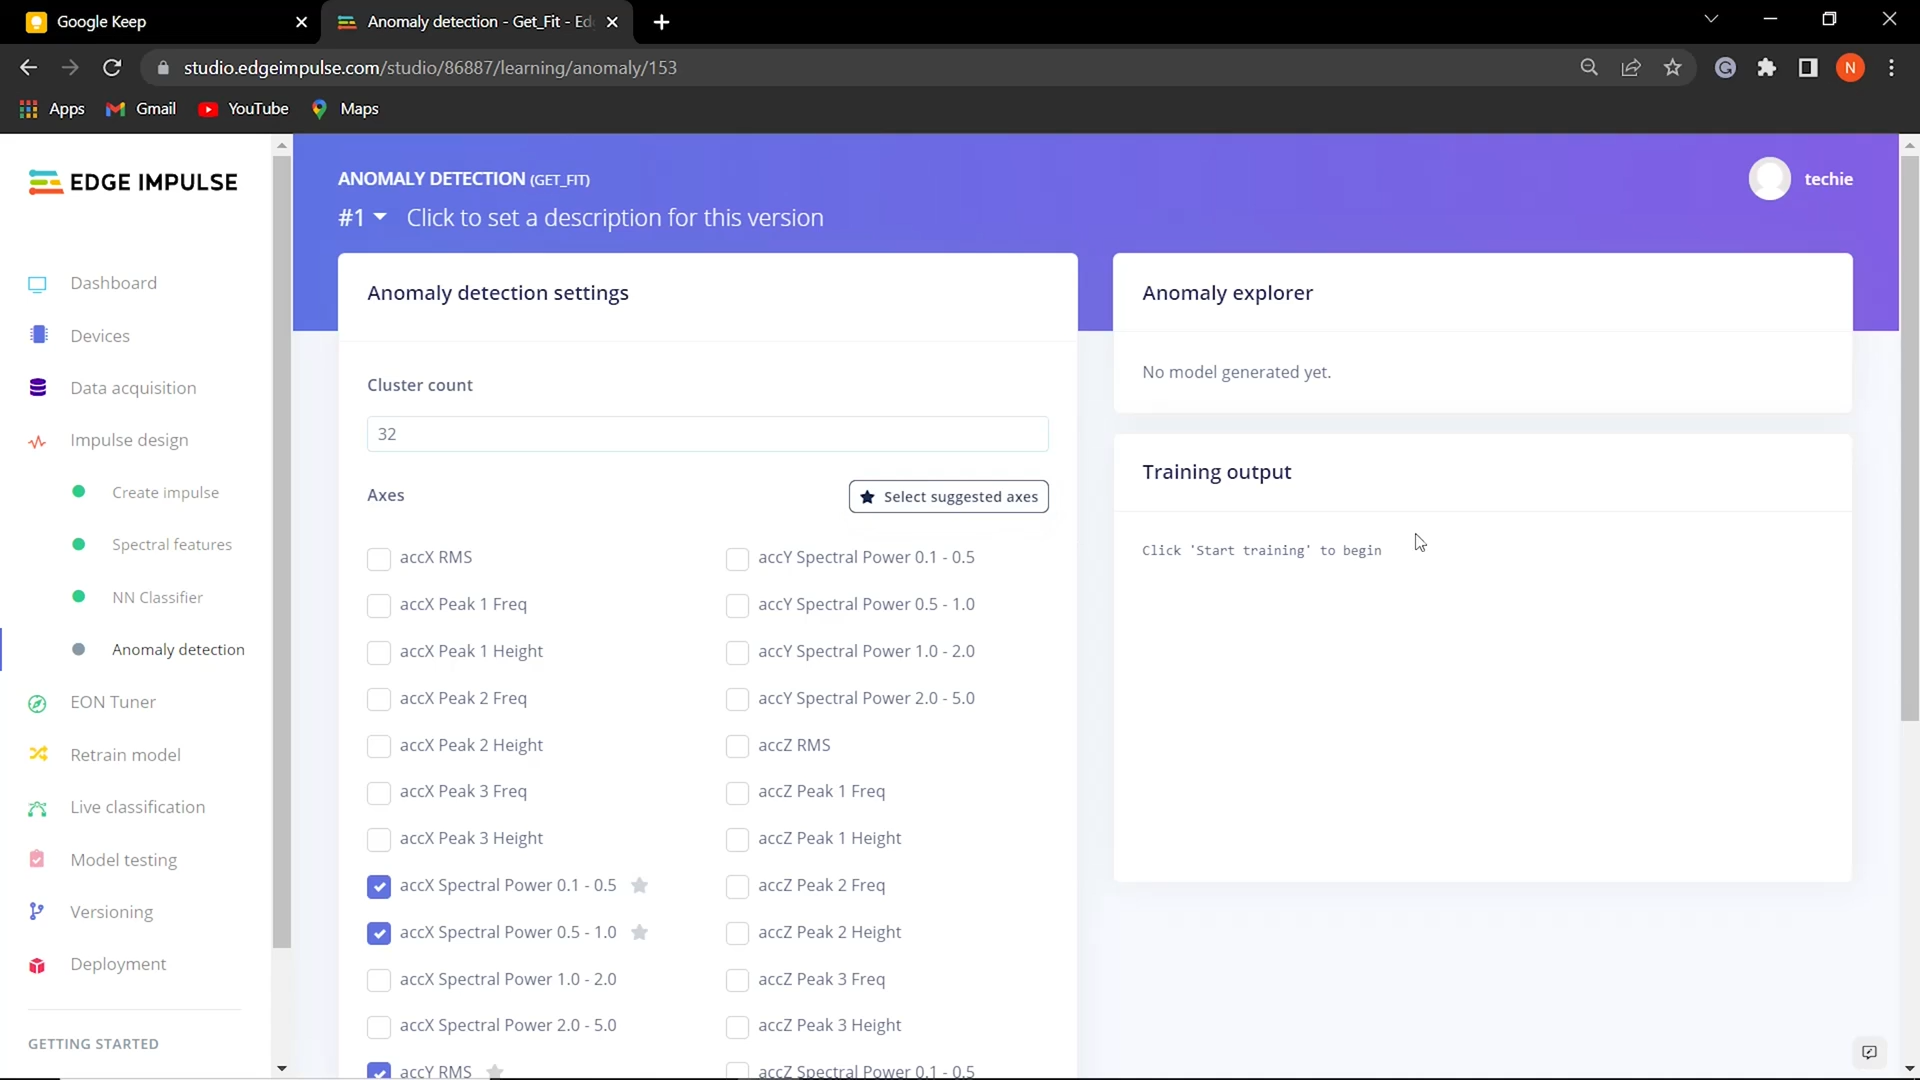 Google Keep
Anomaly detection - Get_Fit - Ed
studio.edgeimpulse.com/studio/86887/learning/anomaly/153
N
Apps
Gmail
YouTube
Maps
EDGE IMPULSE
Dashboard
Devices
Data acquisition
Impulse design
Create impulse
Spectral features
NN Classifier
Anomaly detection
EON Tuner
Retrain model
Live classification
Model testing
Versioning
Deployment
GETTING STARTED
ANOMALY DETECTION (GET_FIT)
#1 Click to set a description for this version
techie
Anomaly detection settings
Cluster count
32
Axes
Select suggested axes
accX RMS
accX Peak 1 Freq
accX Peak 1 Height
accX Peak 2 Freq
accX Peak 2 Height
accX Peak 3 Freq
accX Peak 3 Height
accX Spectral Power 0.1 - 0.5
accX Spectral Power 0.5 - 1.0
accX Spectral Power 1.0 - 2.0
accX Spectral Power 2.0 - 5.0
accY RMS
accY Spectral Power 0.1 - 0.5
accY Spectral Power 0.5 - 1.0
accY Spectral Power 1.0 - 2.0
accY Spectral Power 2.0 - 5.0
accZ RMS
accZ Peak 1 Freq
accZ Peak 1 Height
accZ Peak 2 Freq
accZ Peak 2 Height
accZ Peak 3 Freq
accZ Peak 3 Height
accZ Spectral Power 0.1 - 0.5
Anomaly explorer
No model generated yet.
Training output
Click 'Start training' to begin